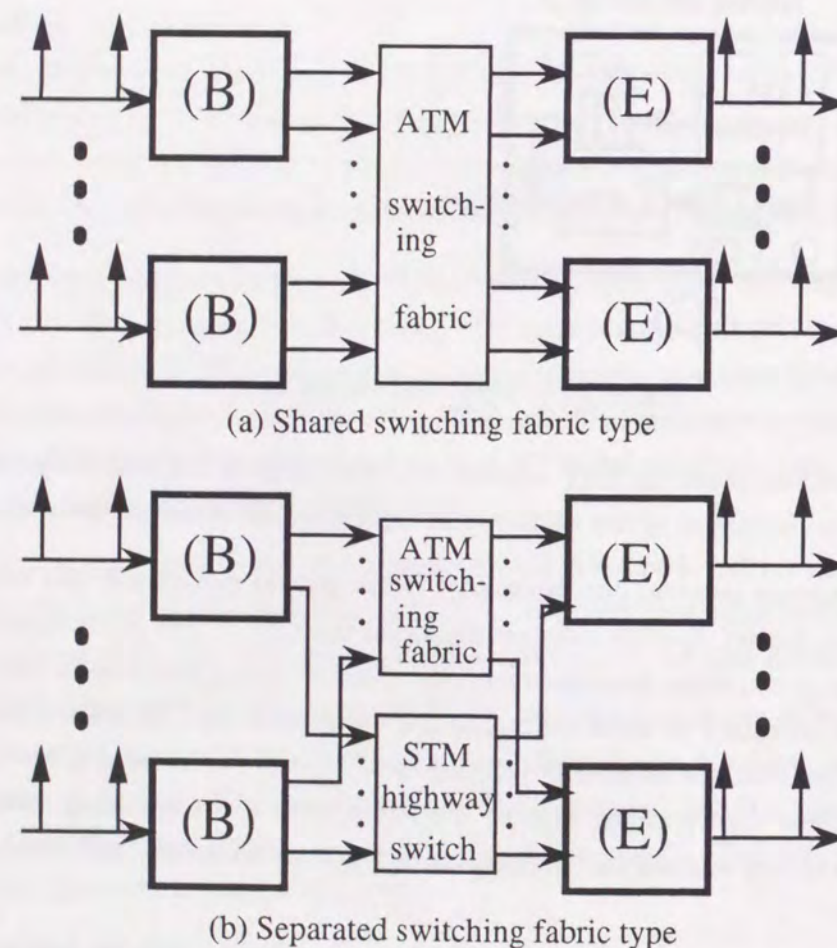 (B)
ATM
switch-
ing
fabric
(E)
(B)
(E)
(a) Shared switching fabric type
(B)
ATM
switch-
ing
fabric
(E)
(B)
STM
highway
switch
(E)
(b) Separated switching fabric type